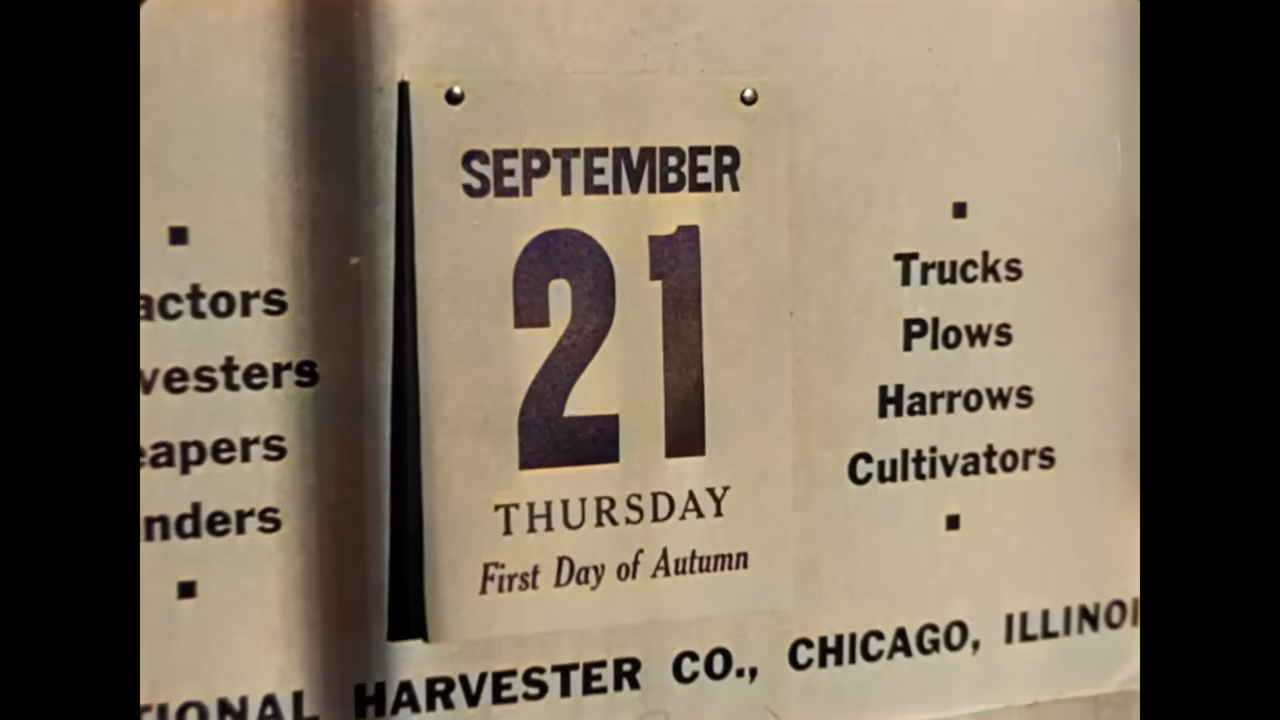 SEPTEMBER
21
THURSDAY
First Day of Autumn
actors
vesters
eapers
nders
Trucks
Plows
Harrows
Cultivators
TIONAL HARVESTER CO., CHICAGO, ILLINOI